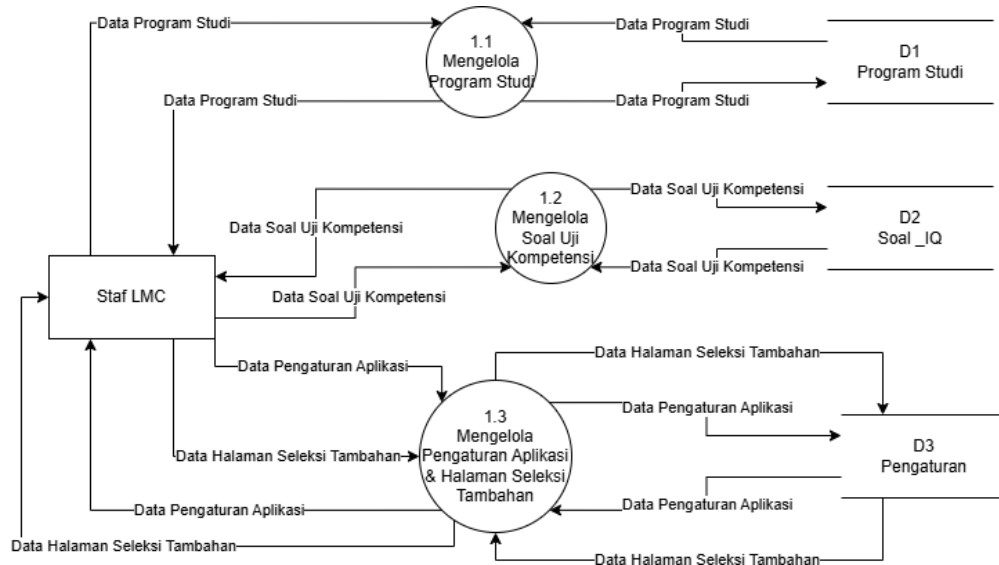 Data Program Studi
Data Program Studi
1.1
Mengelola
Program Studi
D1
Program Studi
Data Program Studi
Data Program Studi
Data Soal Uji Kompetensi
1.2
Mengelola
Soal Uji
Kompetensi
D2
Soal _IQ
Data Soal Uji Kompetensi
Data Soal Uji Kompetensi
Staf LMC
Data Soal Uji Kompetensi
Data Halaman Seleksi Tambahan
Data Pengaturan Aplikasi
Data Pengaturan Aplikasi
1.3
Mengelola
Pengaturan Aplikasi
& Halaman Seleksi
Tambahan
D3
Pengaturan
Data Halaman Seleksi Tambahan
Data Pengaturan Aplikasi
Data Pengaturan Aplikasi
Data Halaman Seleksi Tambahan
Data Halaman Seleksi Tambahan